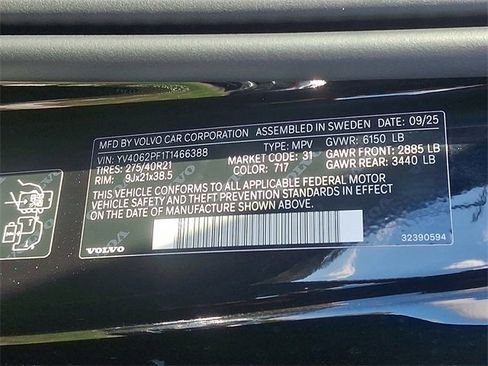 MFD BY VOLVO CAR CORPORATION ASSEMBLED IN SWEDEN DATE: 09/25
VIN: YV4062PF1T1466388 TYPE: MPV GVWR: 6150 LB
TIRES: 275/40R21 MARKET CODE: 31 GAWR FRONT: 2885 LB
RIM: 9Jx21x38.5 COLOR: 717 GAWR REAR: 3440 LB
THIS VEHICLE CONFORMS TO ALL APPLICABLE FEDERAL MOTOR
VEHICLE SAFETY AND THEFT PREVENTION STANDARDS IN EFFECT
ON THE DATE OF MANUFACTURE SHOWN ABOVE.
VOLVO 32390594